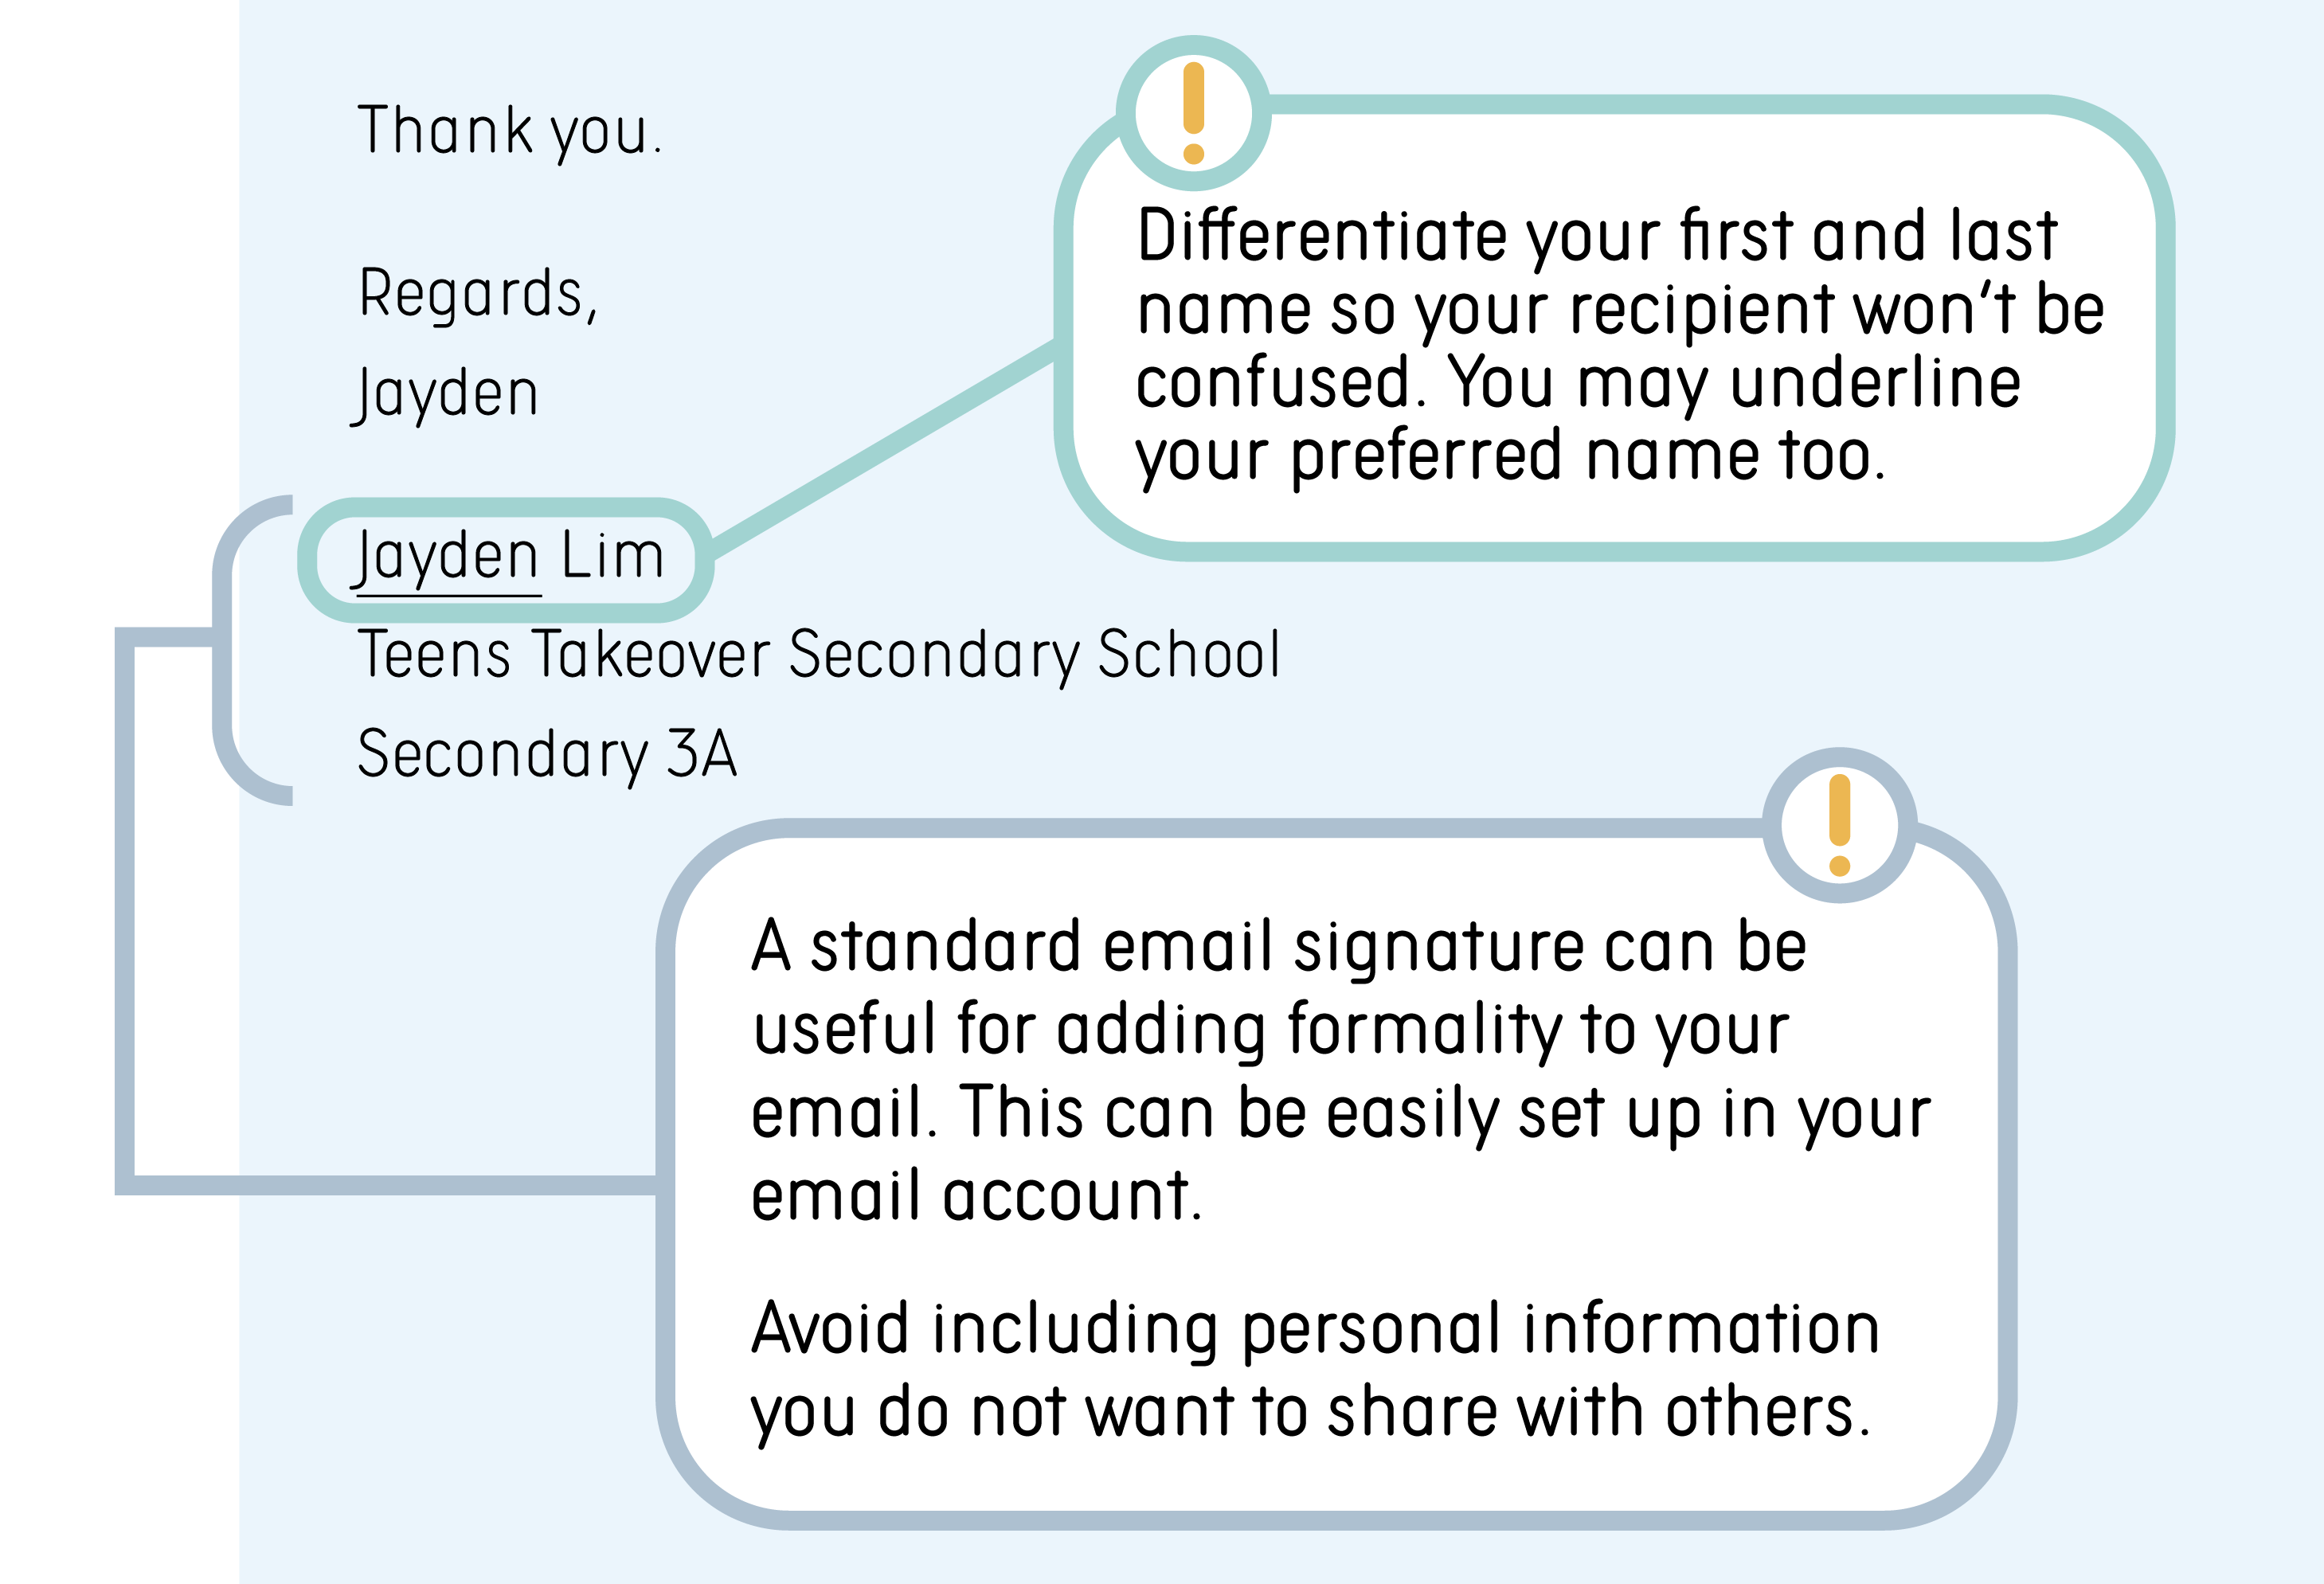 Thank you.
Regards,
Jayden
Jayden Lim
Teens Takeover Secondary School
Secondary 3A
!
Differentiate your first and last
name so your recipient won't be
confused. You may underline
your preferred name too.
!
A standard email signature can be
useful for adding formality to your
email. This can be easily set up in your
email account.
Avoid including personal information
you do not want to share with others.